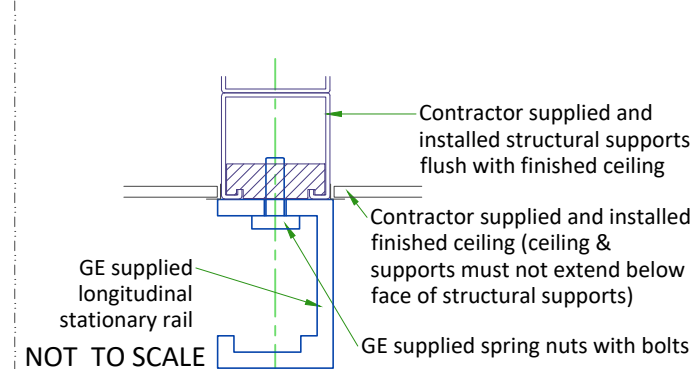 Contractor supplied and
installed structural supports
flush with finished ceiling
Contractor supplied and installed
finished ceiling (ceiling &
supports must not extend below
face of structural supports)
GE supplied
longitudinal
stationary rail
GE supplied spring nuts with bolts
NOT TO SCALE